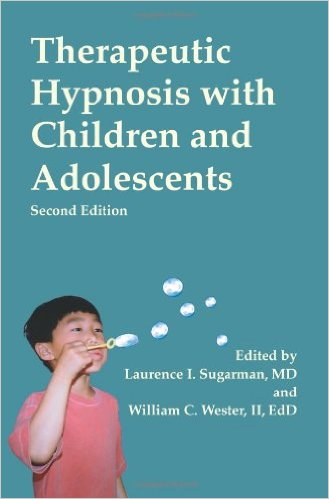 Therapeutic
Hypnosis with
Children and
Adolescents
Second Edition
Edited by
Laurence I. Sugarman, MD
and
William C. Wester, II, EdD